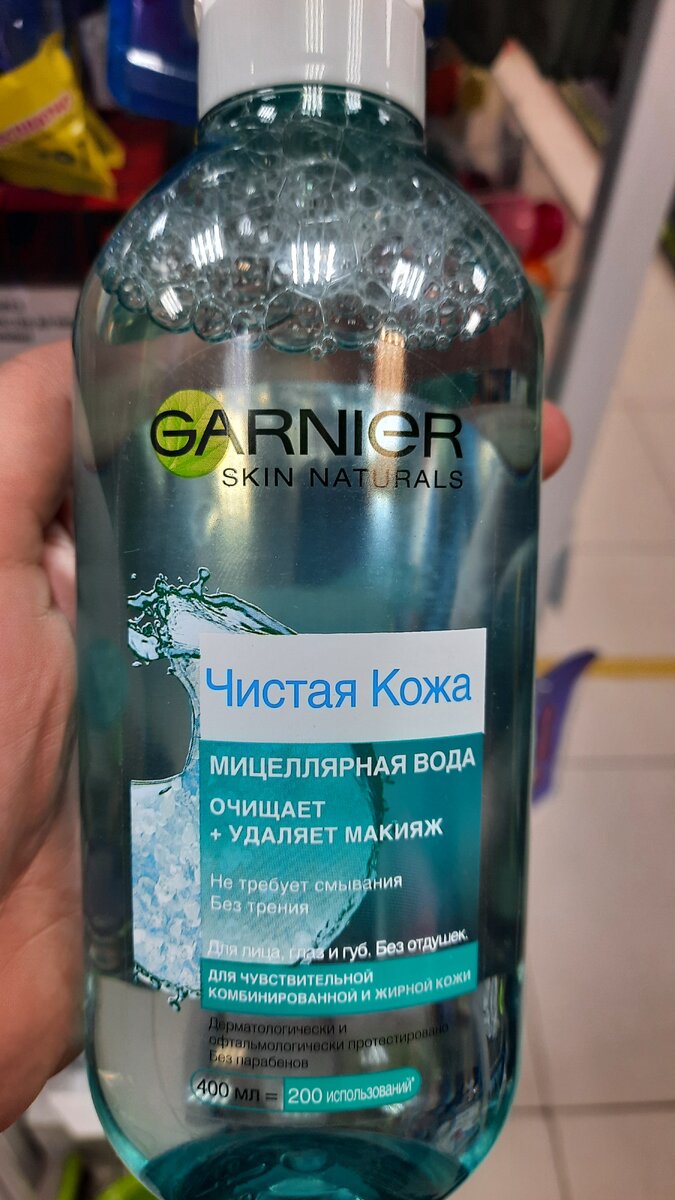 GARNIER
SKIN NATURALS
Чистая Кожа
МИЦЕЛЛЯРНАЯ ВОДА
ОЧИЩАЕТ
+ УДАЛЯЕТ МАКИЯЖ
Не требует смывания
Без трения
Для лица, глаз и губ. Без отдушек.
ДЛЯ ЧУВСТВИТЕЛЬНОЙ
КОМБИНИРОВАННОЙ И ЖИРНОЙ КОЖИ
Дерматологически и
офтальмологически протестировано
Без парабенов
400 МЛ = 200 использований*